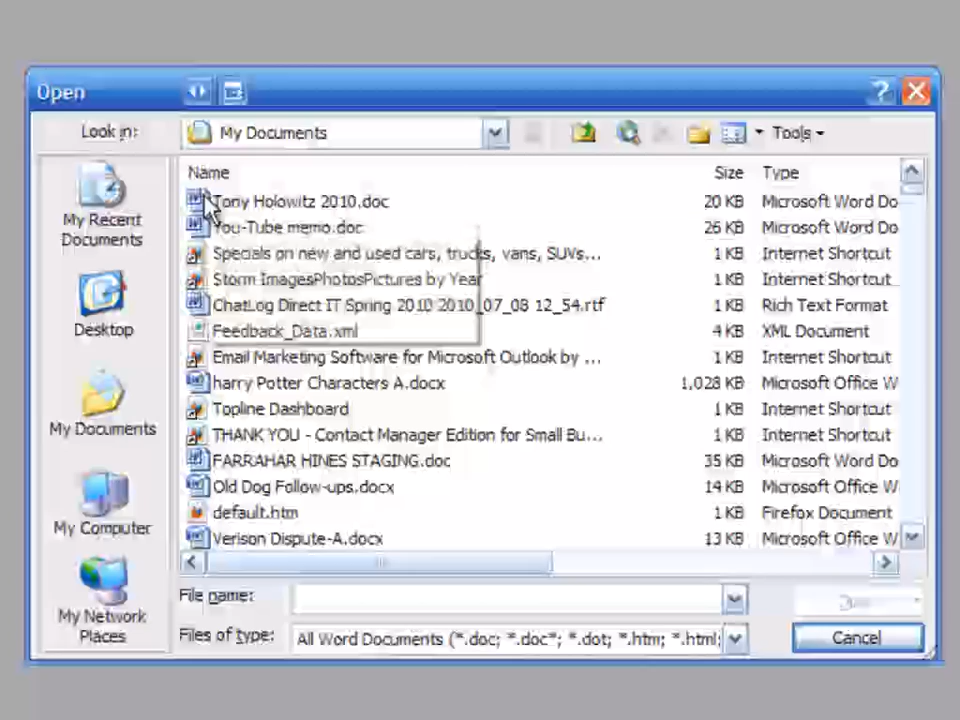 Open
Look in: My Documents Tools
Name Size Type
My Recent Documents
Desktop
My Documents
My Computer
My Network Places
Tony Holowitz 2010.doc 20 KB Microsoft Word Do
You-Tube memo.doc 26 KB Microsoft Word Do
Specials on new and used cars, trucks, vans, SUVs... 1 KB Internet Shortcut
Storm ImagesPhotosPictures by Year 1 KB Internet Shortcut
ChatLog Direct IT Spring 2010 2010_07_08 12_54.rtf 1 KB Rich Text Format
Feedback_Data.xml 4 KB XML Document
Email Marketing Software for Microsoft Outlook by ... 1 KB Internet Shortcut
harry Potter Characters A.docx 1,028 KB Microsoft Office W
Topline Dashboard 1 KB Internet Shortcut
THANK YOU - Contact Manager Edition for Small Bu... 1 KB Internet Shortcut
FARRAHAR HINES STAGING.doc 35 KB Microsoft Word Do
Old Dog Follow-ups.docx 14 KB Microsoft Office W
default.htm 1 KB Firefox Document
Verison Dispute-A.docx 13 KB Microsoft Office W
File name:
Files of type: All Word Documents (*.doc; *.doc*; *.dot; *.htm; *.html; Cancel